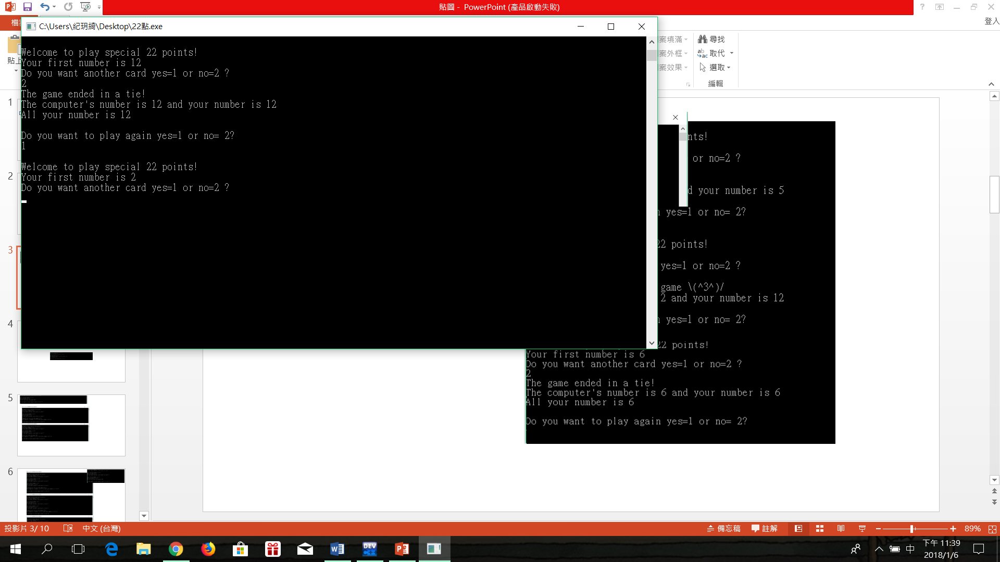 貼圖 - PowerPoint (產品啟動失敗)
檔案
登入
C:\Users\紀玥綺\Desktop\22點.exe
Welcome to play special 22 points!
Your first number is 12
Do you want another card yes=1 or no=2 ?
2
The game ended in a tie!
The computer's number is 12 and your number is 12
All your number is 12
Do you want to play again yes=1 or no= 2?
1
Welcome to play special 22 points!
Your first number is 2
Do you want another card yes=1 or no=2 ?
貼上
案填滿
案外框
案效果
尋找
取代
選取
編輯
1
2
3
4
5
6
nts!
or no=2 ?
d your number is 5
n yes=1 or no= 2?
22 points!
yes=1 or no=2 ?
game \(^3^)/
2 and your number is 12
n yes=1 or no= 2?
22 points!
Your first number is 6
Do you want another card yes=1 or no=2 ?
2
The game ended in a tie!
The computer's number is 6 and your number is 6
All your number is 6
Do you want to play again yes=1 or no= 2?
投影片 3/ 10
中文 (台灣)
備忘稿
註解
89%
DEV
中
下午 11:39
2018/1/6